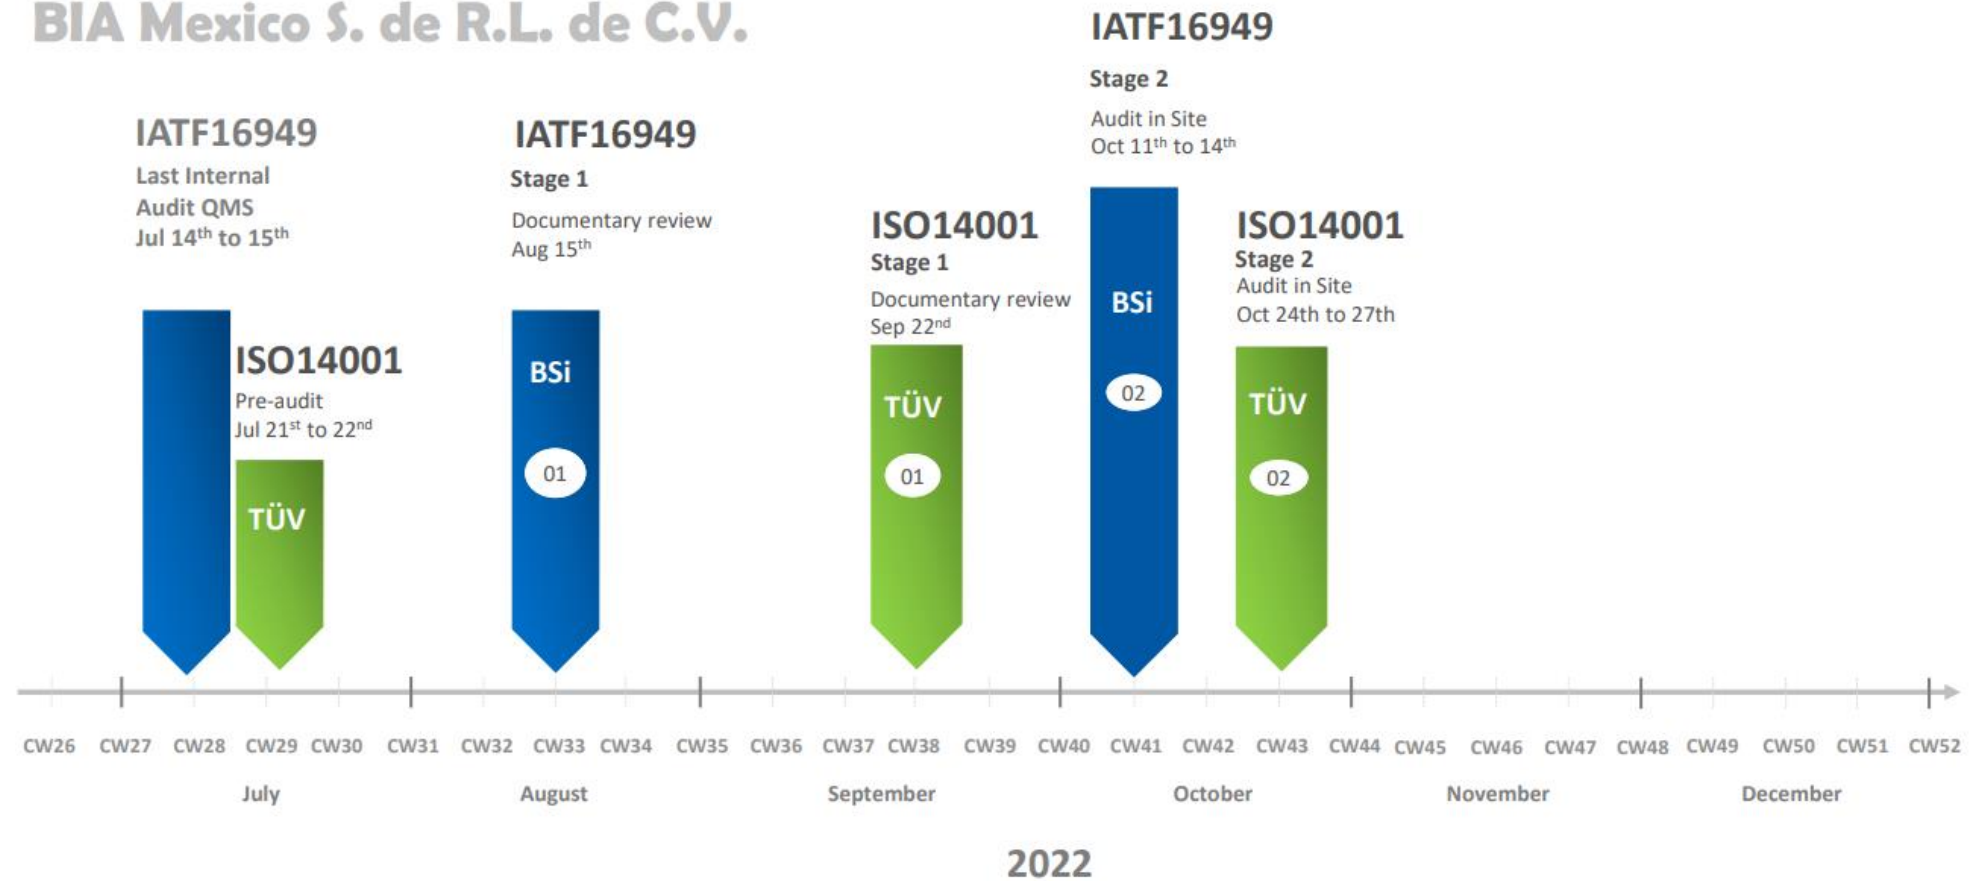 BIA Mexico S. de R.L. de C.V.
IATF16949
Last Internal
Audit QMS
Jul 14th to 15th
ISO14001
Pre-audit
Jul 21st to 22nd
TÜV
IATF16949
Stage 1
Documentary review
Aug 15th
BSi
01
ISO14001
Stage 1
Documentary review
Sep 22nd
TÜV
01
IATF16949
Stage 2
Audit in Site
Oct 11th to 14th
BSi
02
ISO14001
Stage 2
Audit in Site
Oct 24th to 27th
TÜV
02
CW26 CW27 CW28 CW29 CW30 CW31 CW32 CW33 CW34 CW35 CW36 CW37 CW38 CW39 CW40 CW41 CW42 CW43 CW44 CW45 CW46 CW47 CW48 CW49 CW50 CW51 CW52
July August September October November December
2022